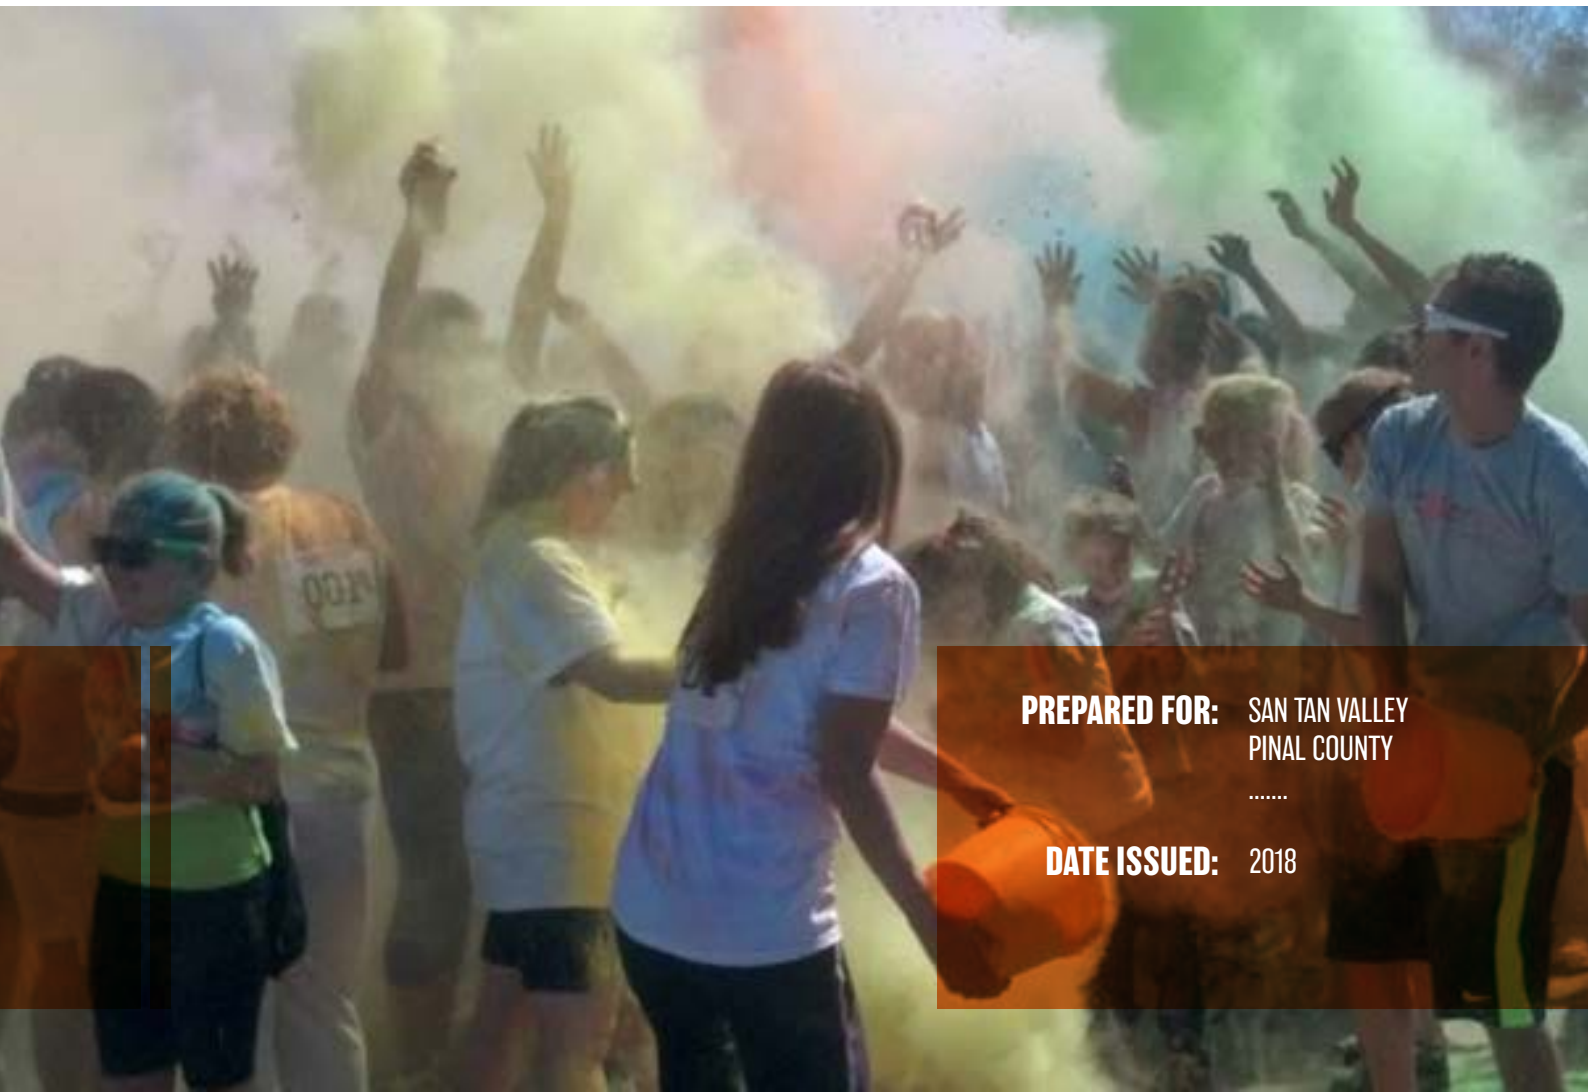 PREPARED FOR: SAN TAN VALLEY
PINAL COUNTY
.......
DATE ISSUED: 2018